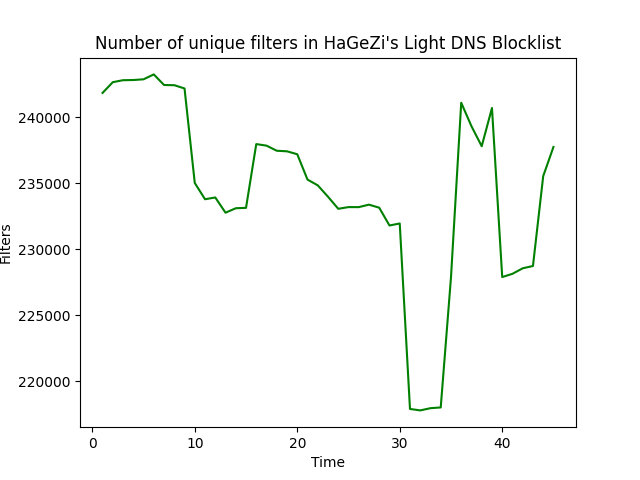 Number of unique filters in HaGeZi's Light DNS Blocklist
240000
235000
230000
225000
220000
Filters
0 10 20 30 40
Time